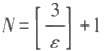 N = [ 3 / ε ] + 1